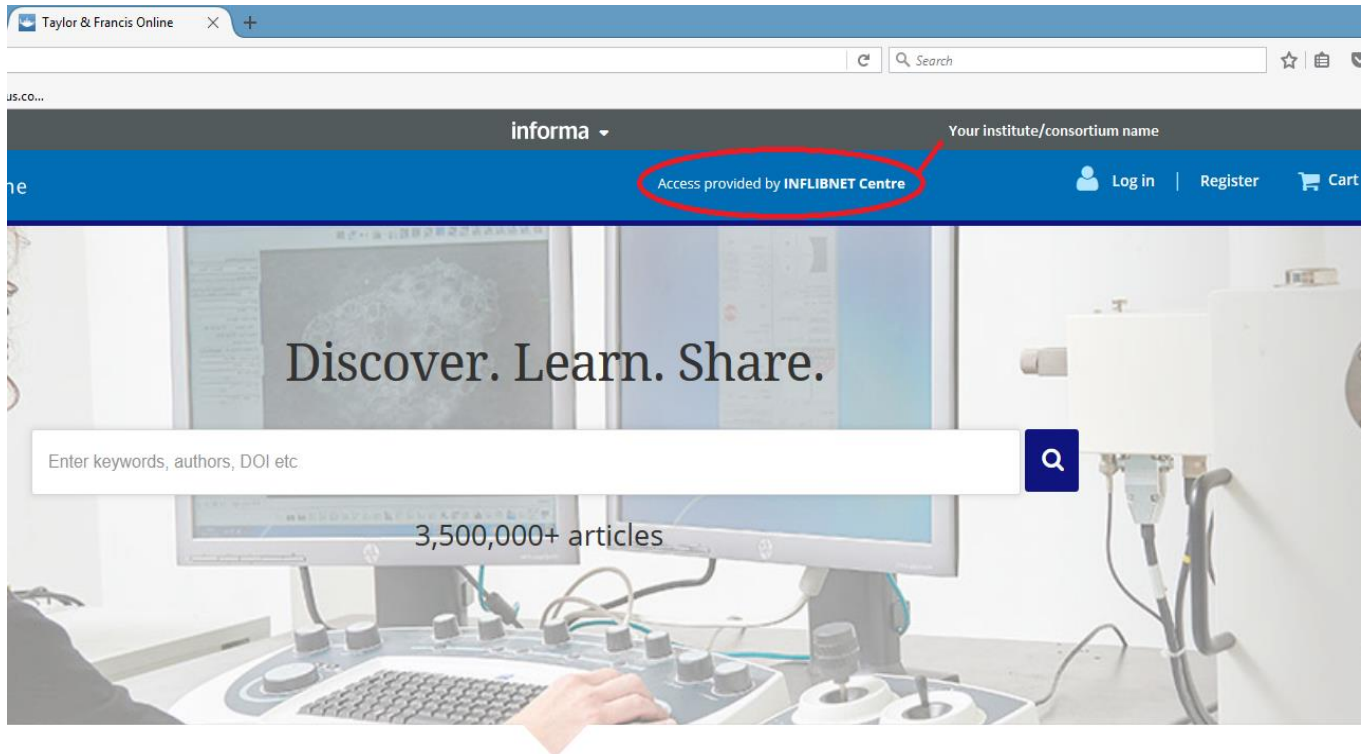 Taylor & Francis Online
Search
us.co...
informa
Your institute/consortium name
ne
Access provided by INFLIBNET Centre
Log in | Register
Cart
Discover. Learn. Share.
Enter keywords, authors, DOI etc
3,500,000+ articles